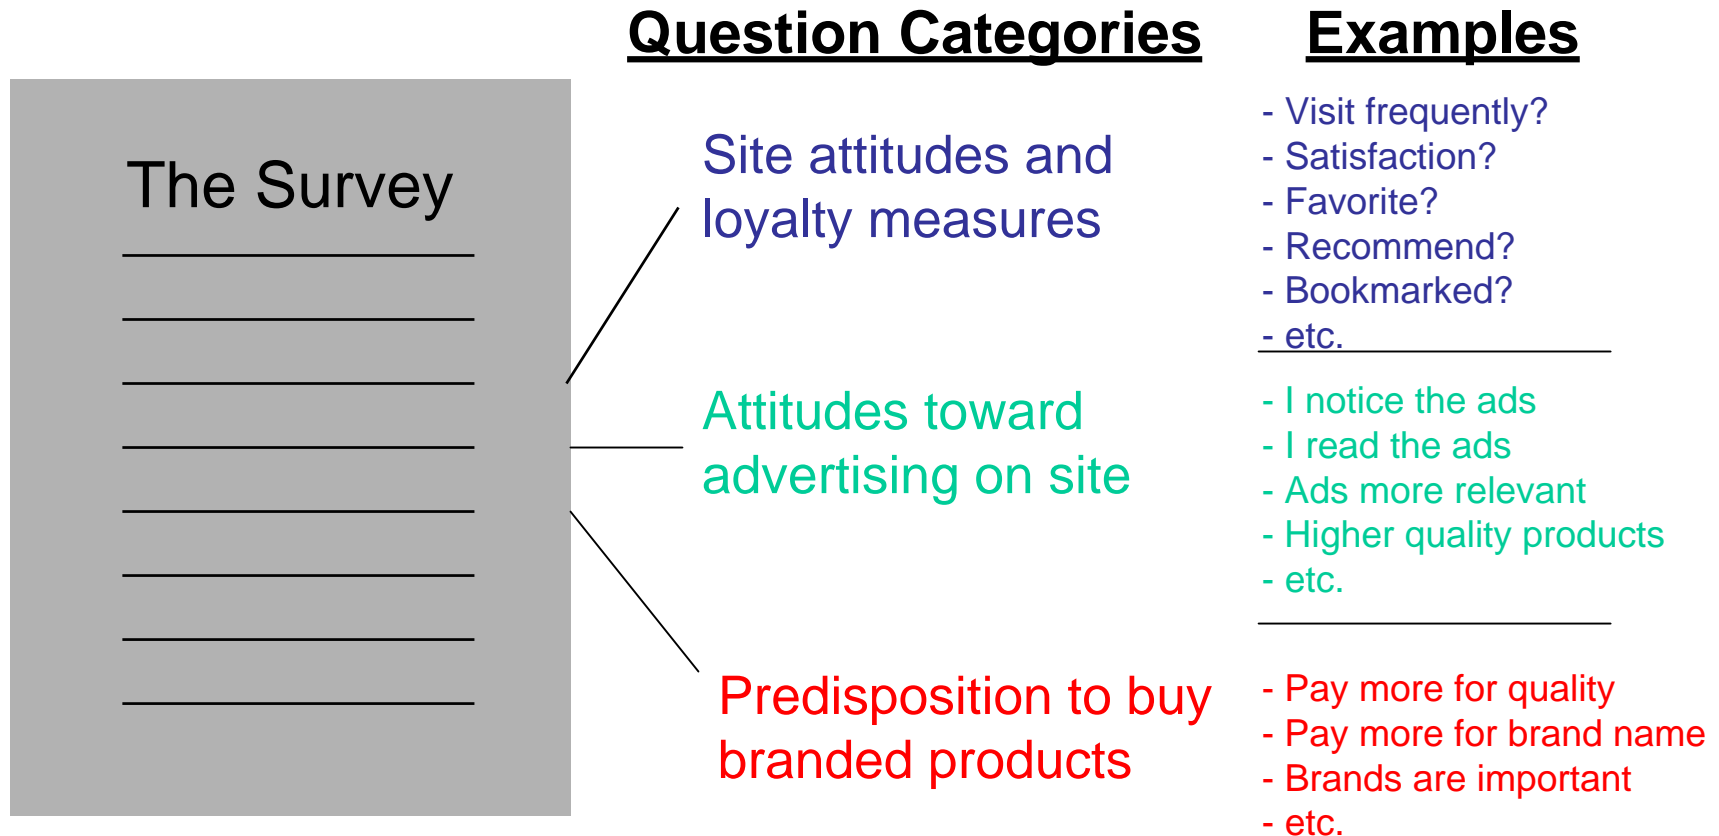 Question Categories
Examples
The Survey
Site attitudes and
loyalty measures
- Visit frequently?
- Satisfaction?
- Favorite?
- Recommend?
- Bookmarked?
- etc.
Attitudes toward
advertising on site
- I notice the ads
- I read the ads
- Ads more relevant
- Higher quality products
- etc.
Predisposition to buy
branded products
- Pay more for quality
- Pay more for brand name
- Brands are important
- etc.